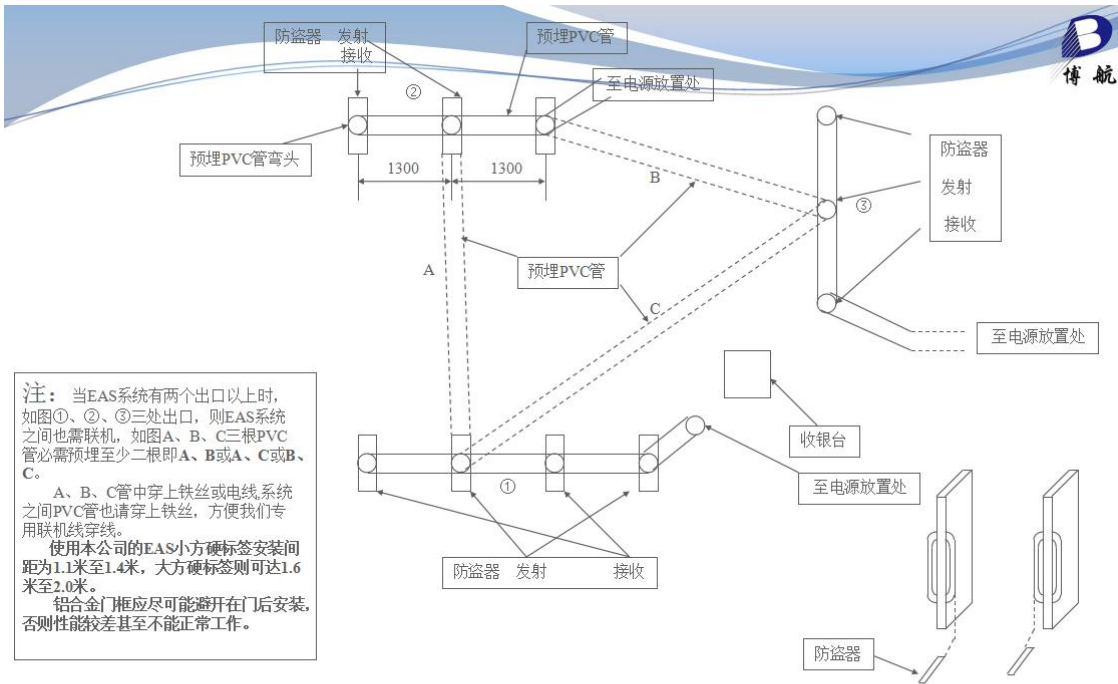 防盗器 发射
接收
预埋PVC管
博航
②
至电源放置处
预埋PVC管弯头
1300
1300
B
防盗器
发射
接收
③
A
预埋PVC管
C
至电源放置处
注：当EAS系统有两个出口以上时，
如图①、②、③三处出口，则EAS系统
之间也需联机，如图A、B、C三根PVC
管必需预埋至少二根即A、B或A、C或B、
C。
A、B、C管中穿上铁丝或电线,系统
之间PVC管也请穿上铁丝，方便我们专
用联机线穿线。
使用本公司的EAS小方硬标签安装间
距为1.1米至1.4米，大方硬标签则可达1.6
米至2.0米。
铝合金门框应尽可能避开在门后安装，
否则性能较差甚至不能正常工作。
收银台
①
至电源放置处
防盗器 发射 接收
防盗器